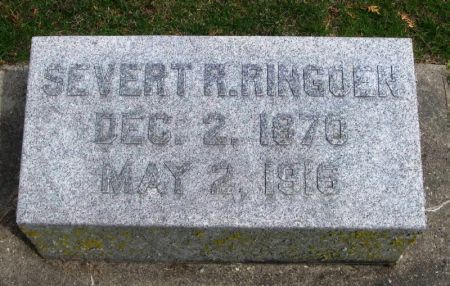 SEVERT R. RINGOEN
DEC. 2, 1870
MAY 2, 1916